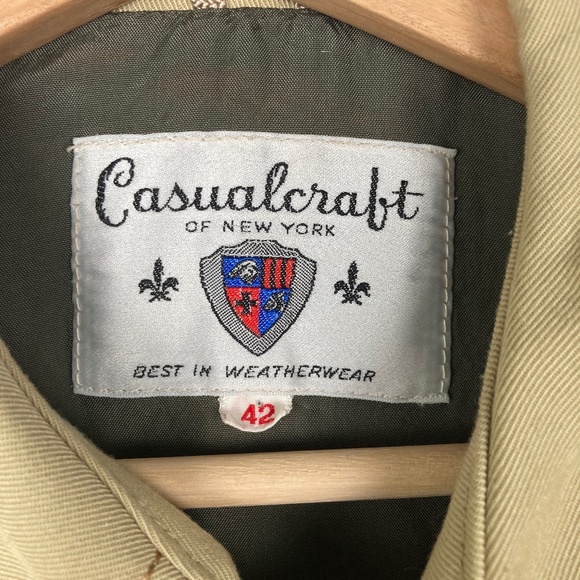 Casualcraft
OF NEW YORK
BEST IN WEATHERWEAR
42